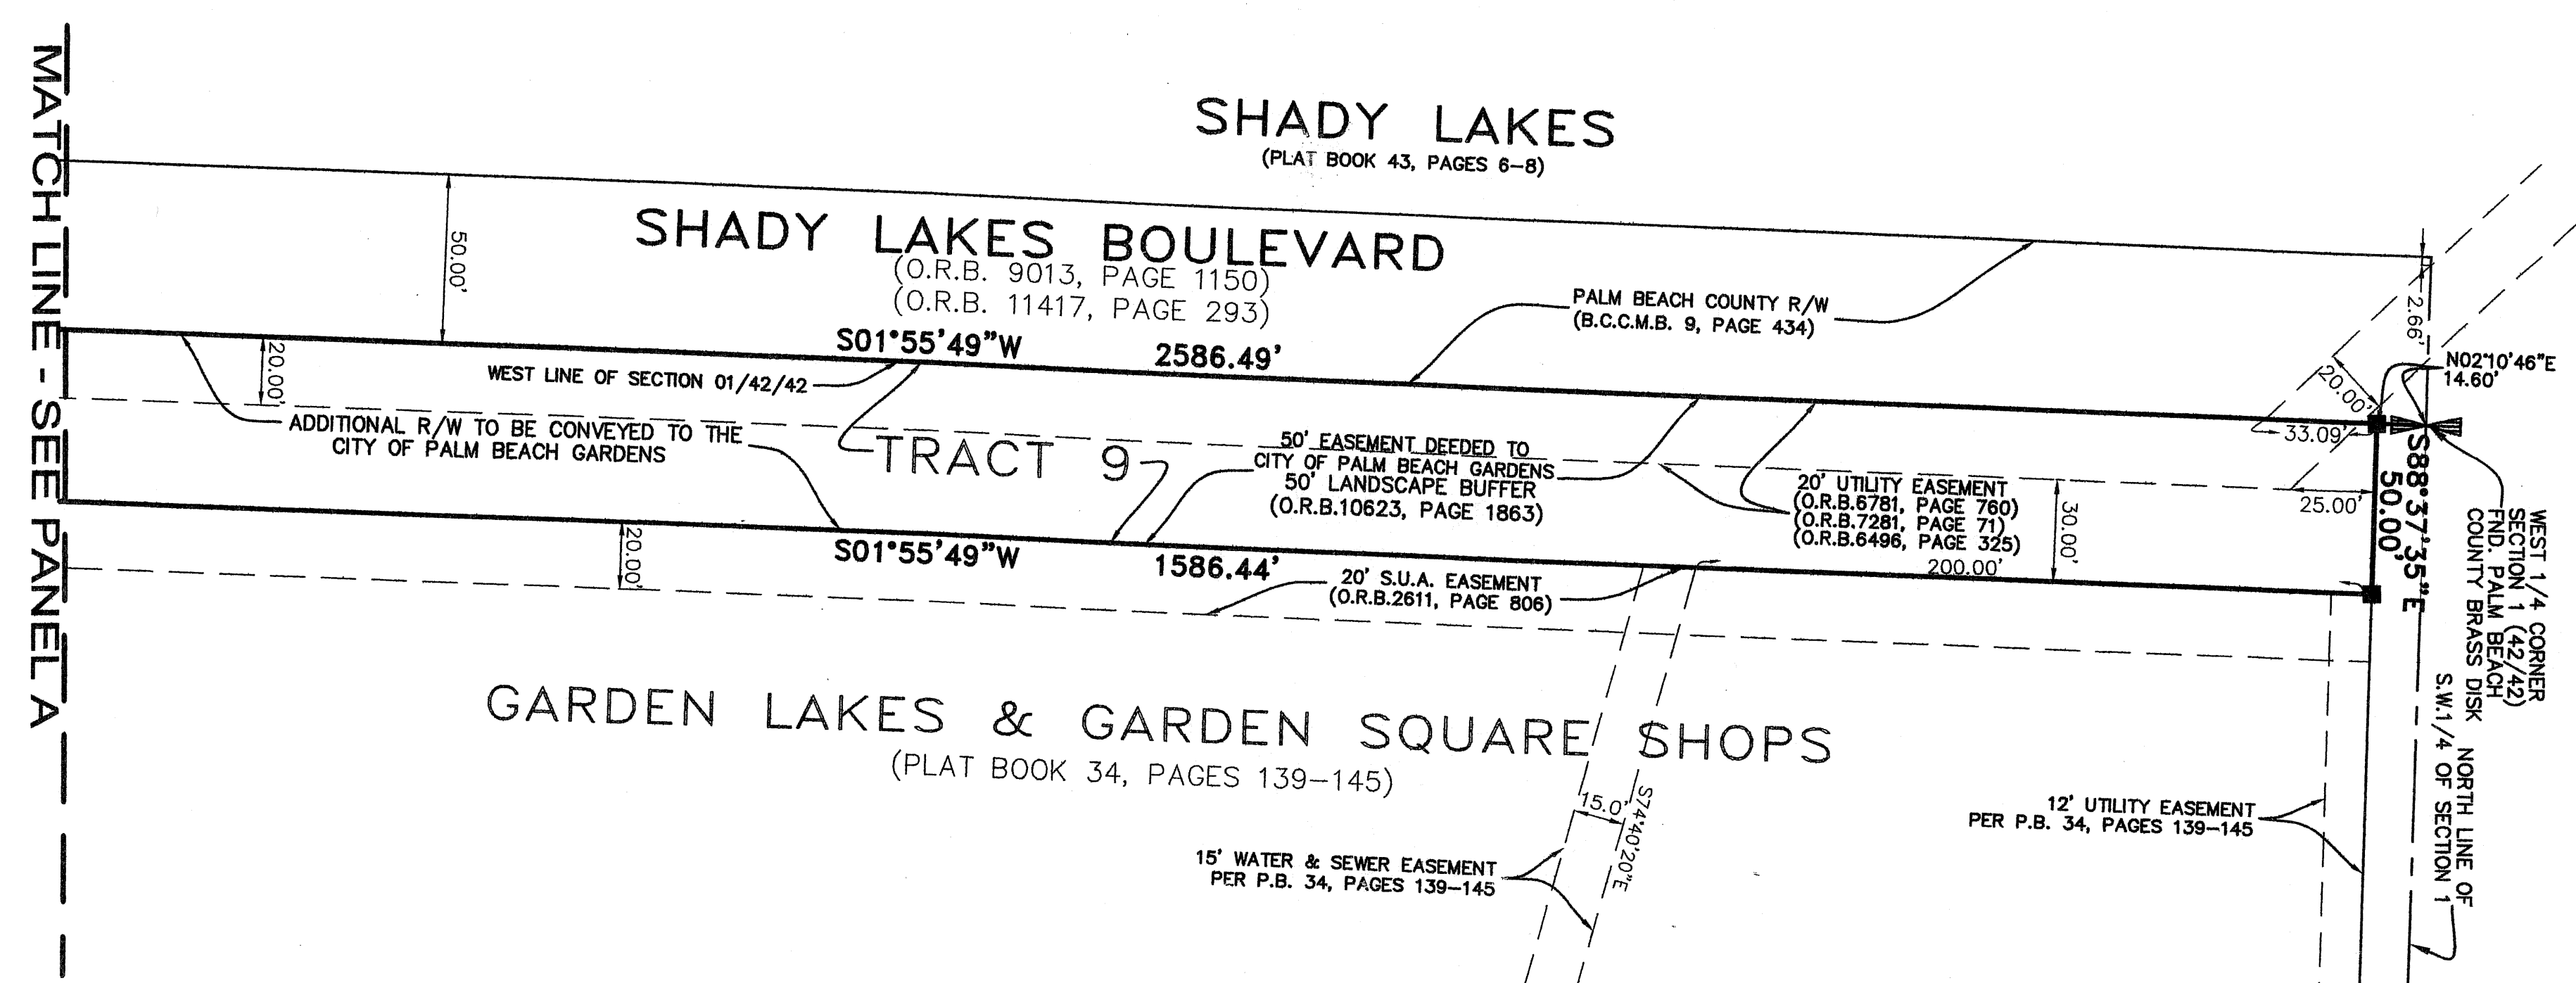 MATCH LINE - SEE PANEL A
SHADY LAKES
(PLAT BOOK 43, PAGES 6-8)
SHADY LAKES BOULEVARD
(O.R.B. 9013, PAGE 1150)
(O.R.B. 11417, PAGE 293)
50.00'
PALM BEACH COUNTY R/W
(B.C.C.M.B. 9, PAGE 434)
2.66'
N02°10'46"E
14.60'
20.00'
33.09'
S01°55'49"W 2586.49'
WEST LINE OF SECTION 01/42/42
20.00'
ADDITIONAL R/W TO BE CONVEYED TO THE
CITY OF PALM BEACH GARDENS
TRACT 9
50' EASEMENT DEEDED TO
CITY OF PALM BEACH GARDENS
50' LANDSCAPE BUFFER
(O.R.B.10623, PAGE 1863)
20' UTILITY EASEMENT
(O.R.B.6781, PAGE 760)
(O.R.B.7281, PAGE 71)
(O.R.B.6496, PAGE 325)
30.00'
25.00'
S88°37'35"E
50.00'
WEST 1/4 CORNER
SECTION 1 (42/42)
FND. PALM BEACH
COUNTY BRASS DISK
NORTH LINE OF
S.W.1/4 OF SECTION 1
S01°55'49"W 1586.44'
200.00'
20.00'
20' S.U.A. EASEMENT
(O.R.B.2611, PAGE 806)
GARDEN LAKES & GARDEN SQUARE SHOPS
(PLAT BOOK 34, PAGES 139-145)
15.0'
S74°40'20"E
15' WATER & SEWER EASEMENT
PER P.B. 34, PAGES 139-145
12' UTILITY EASEMENT
PER P.B. 34, PAGES 139-145